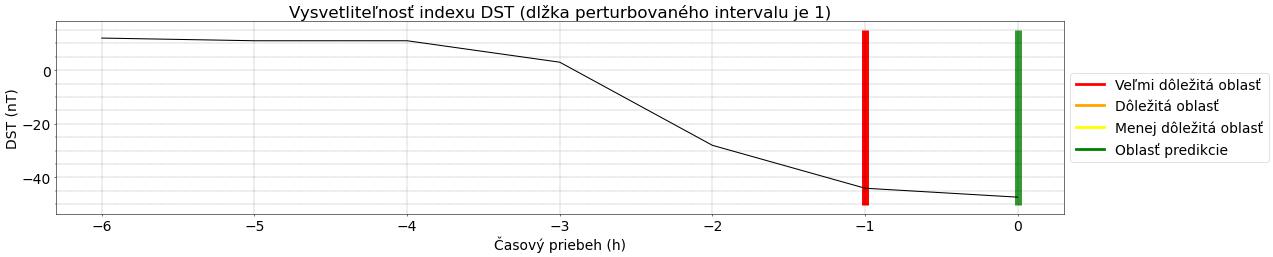 Vysvetliteľnosť indexu DST (dĺžka perturbovaného intervalu je 1)
DST (nT)
0
−20
−40
−6
−5
−4
−3
−2
−1
0
Časový priebeh (h)
Veľmi dôležitá oblasť
Dôležitá oblasť
Menej dôležitá oblasť
Oblasť predikcie